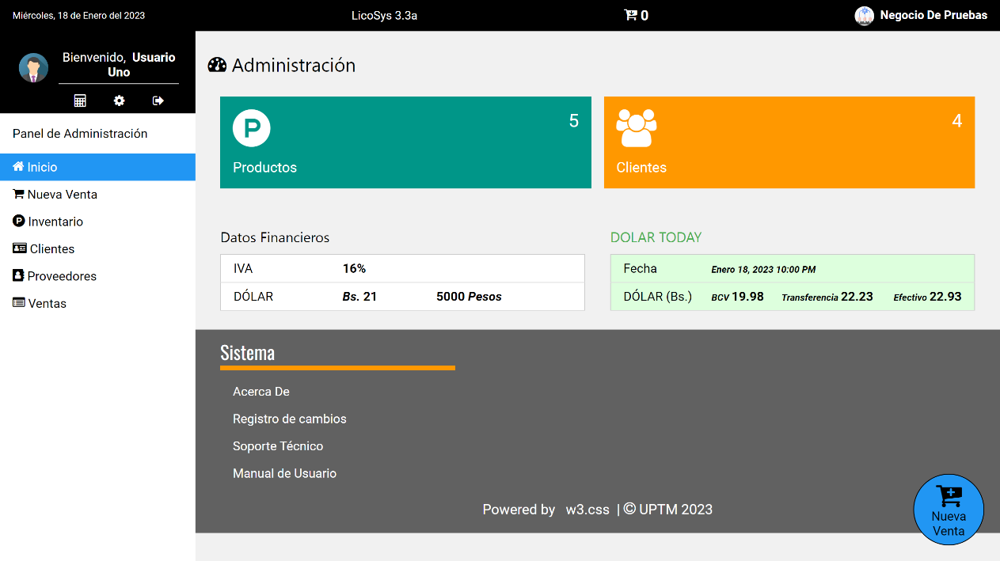 Miércoles, 18 de Enero del 2023
LicoSys 3.3a
0
Negocio De Pruebas
Bienvenido, Usuario
Uno
Panel de Administración
Inicio
Nueva Venta
Inventario
Clientes
Proveedores
Ventas
Administración
P
5
Productos
4
Clientes
Datos Financieros
IVA 16%
DÓLAR Bs. 21 5000 Pesos
DOLAR TODAY
Fecha Enero 18, 2023 10:00 PM
DÓLAR (Bs.) BCV 19.98 Transferencia 22.23 Efectivo 22.93
Sistema
Acerca De
Registro de cambios
Soporte Técnico
Manual de Usuario
Powered by w3.css | © UPTM 2023
Nueva
Venta